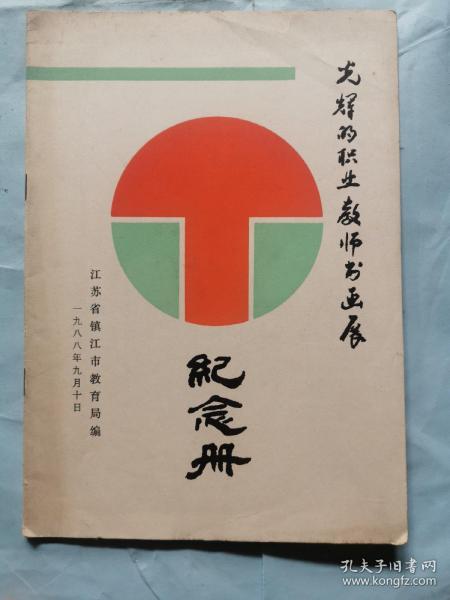 光辉的职业教师书画展
纪念册
江苏省镇江市教育局编
一九八八年九月十日
孔夫子旧书网
www.kongfz.com